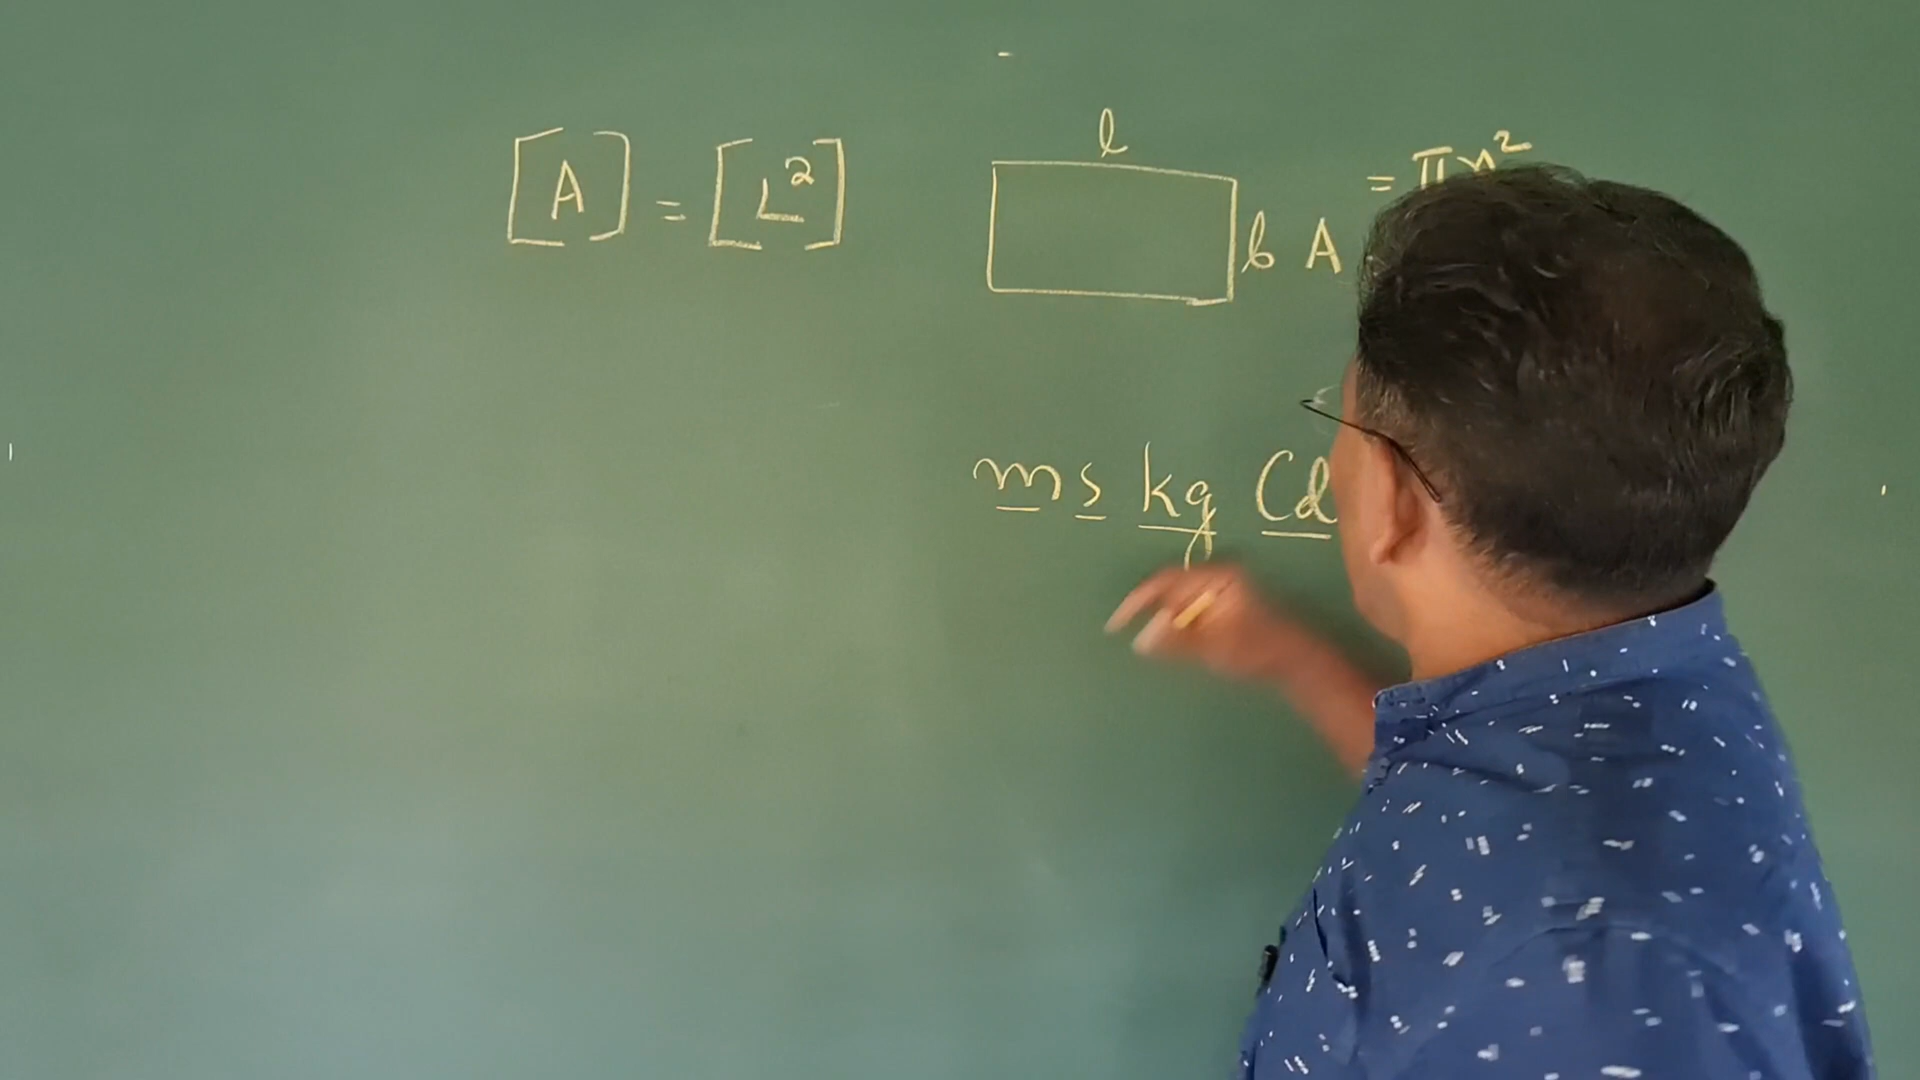 [A] = [L²]
l
= πr²
b A
m s kg Cd